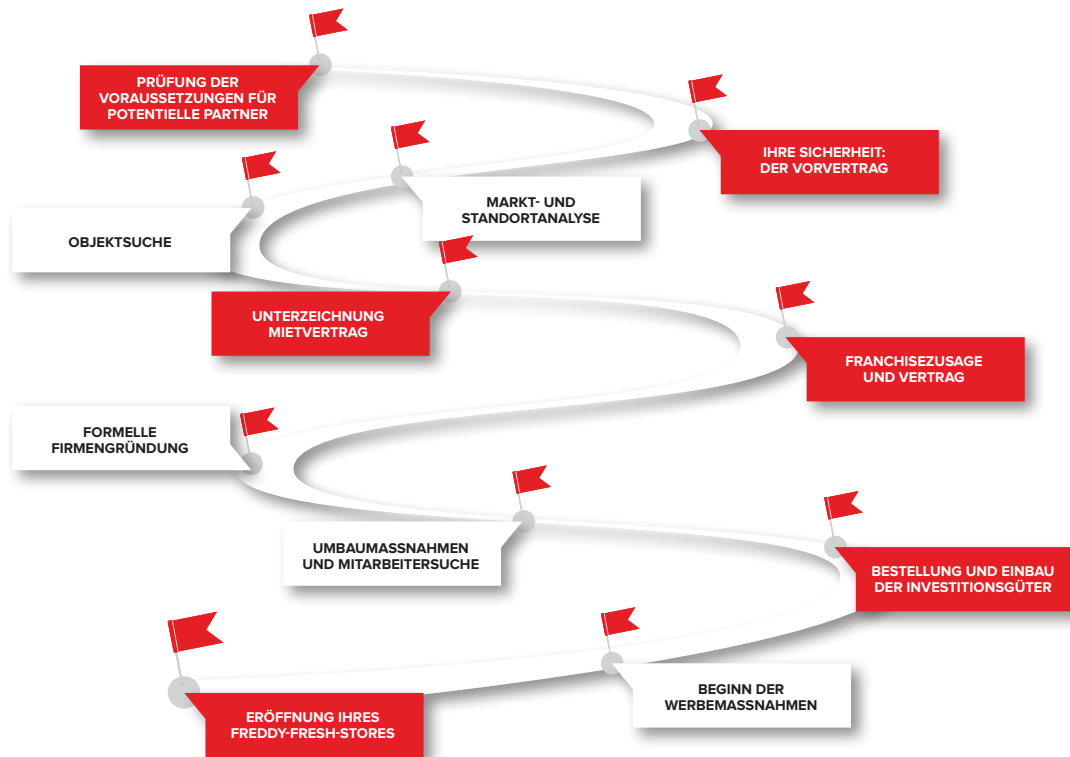 PRÜFUNG DER
VORAUSSETZUNGEN FÜR
POTENTIELLE PARTNER
IHRE SICHERHEIT:
DER VORVERTRAG
MARKT- UND
STANDORTANALYSE
OBJEKTSUCHE
UNTERZEICHNUNG
MIETVERTRAG
FRANCHISEZUSAGE
UND VERTRAG
FORMELLE
FIRMENGRÜNDUNG
UMBAUMASSNAHMEN
UND MITARBEITERSUCHE
BESTELLUNG UND EINBAU
DER INVESTITIONSGÜTER
BEGINN DER
WERBEMASSNAHMEN
ERÖFFNUNG IHRES
FREDDY-FRESH-STORES